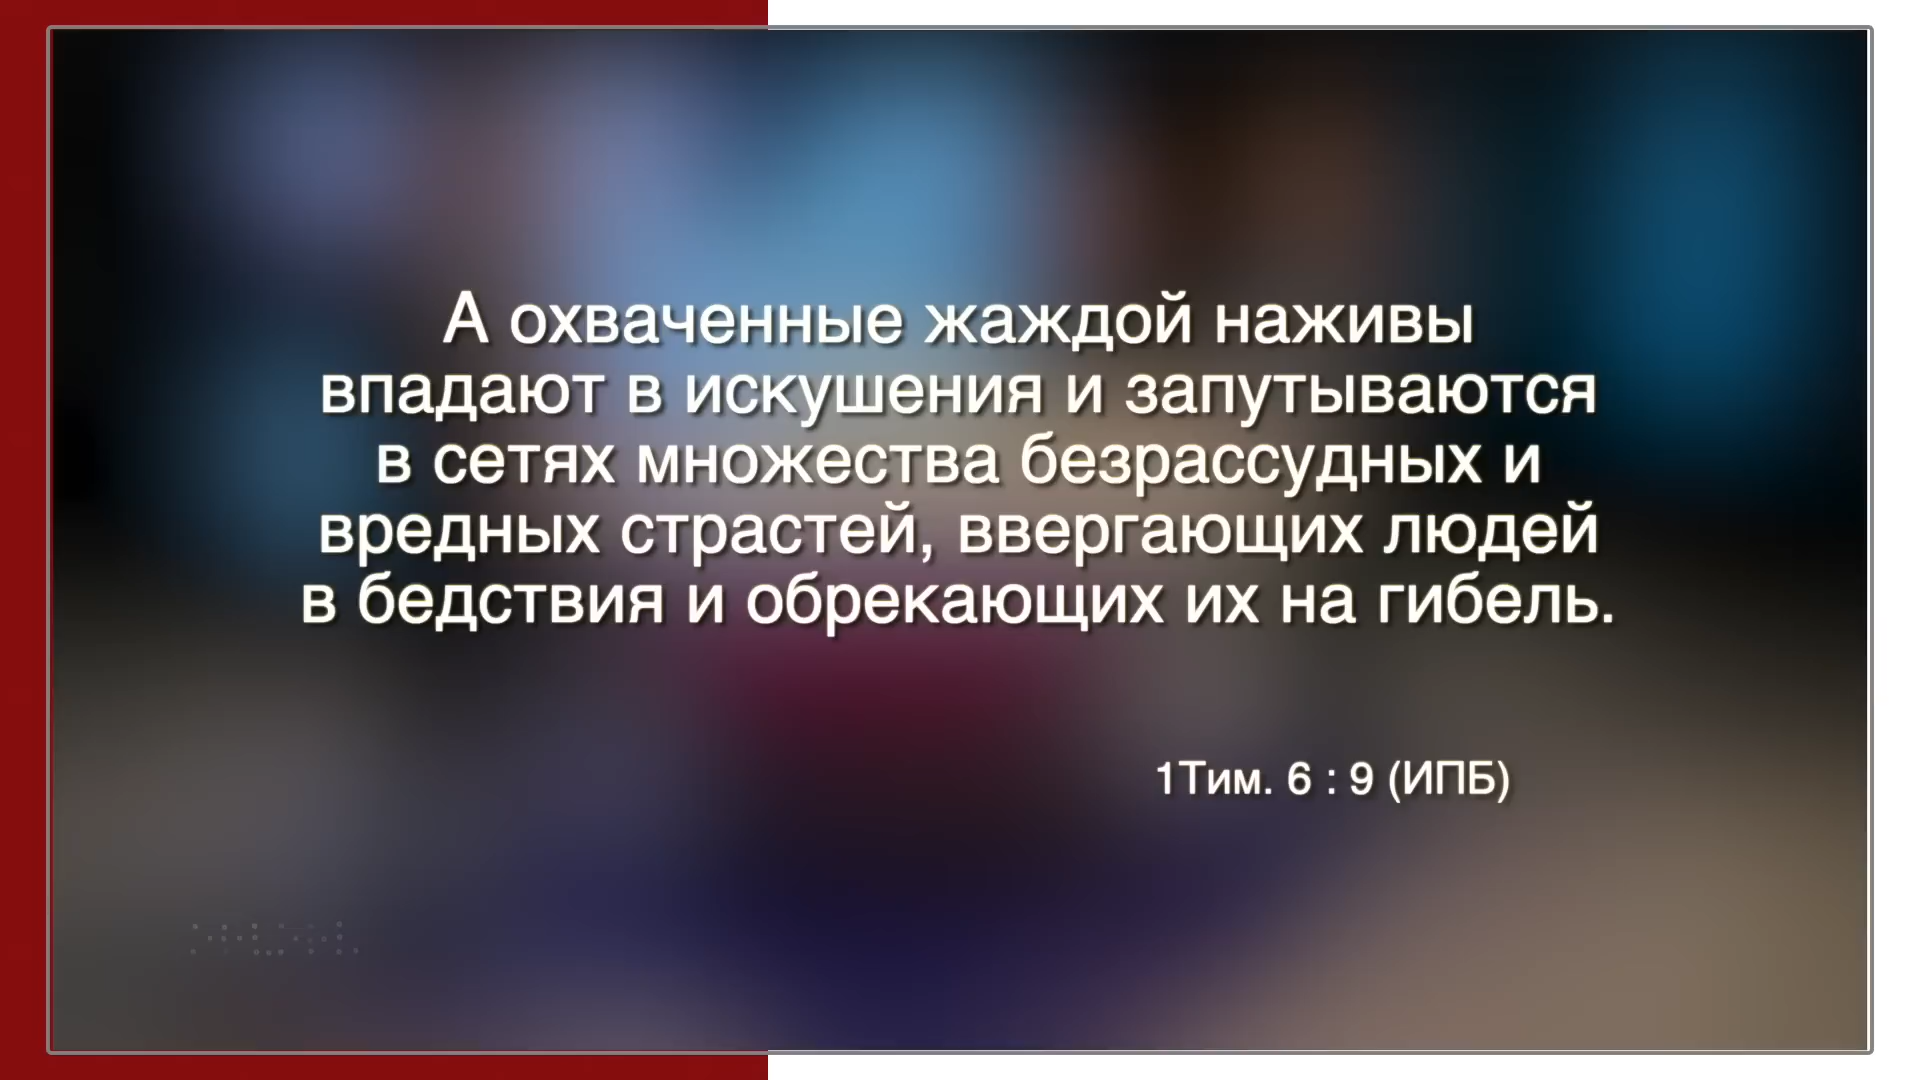 А охваченные жаждой наживы
впадают в искушения и запутываются
в сетях множества безрассудных и
вредных страстей, ввергающих людей
в бедствия и обрекающих их на гибель.
1Тим. 6 : 9 (ИПБ)